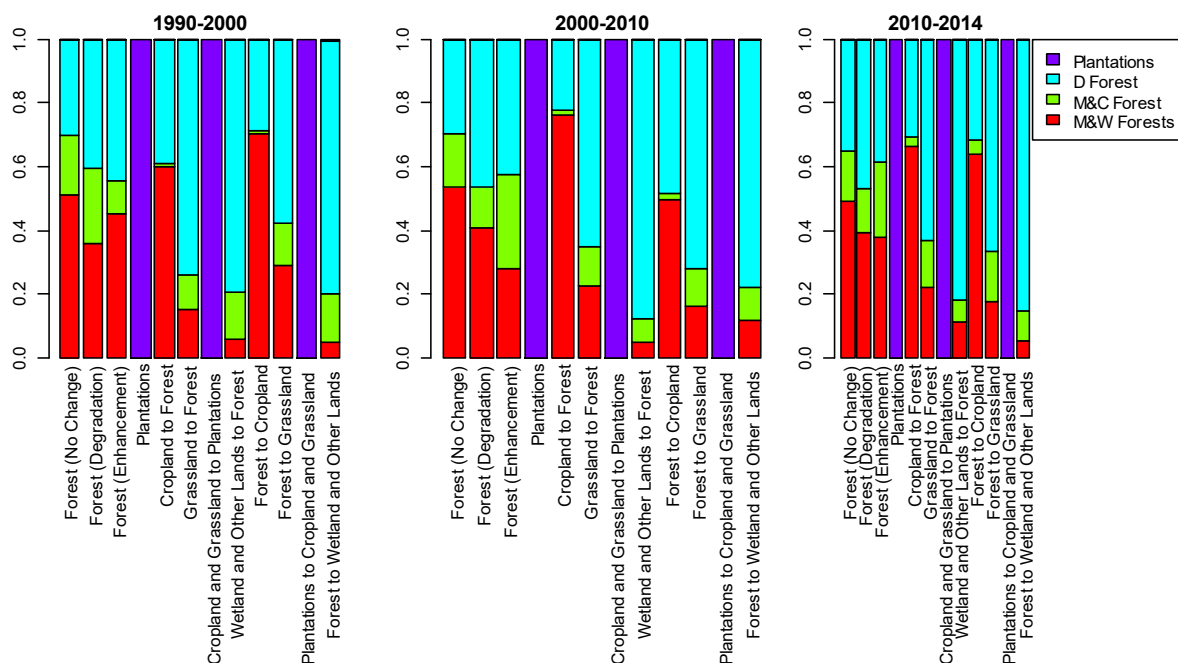 1990-2000
0.0
0.2
0.4
0.6
0.8
1.0
Forest (No Change)
Forest (Degradation)
Forest (Enhancement)
Plantations
Cropland to Forest
Grassland to Forest
Cropland and Grassland to Plantations
Wetland and Other Lands to Forest
Forest to Cropland
Forest to Grassland
Plantations to Cropland and Grassland
Forest to Wetland and Other Lands
2000-2010
0.0
0.2
0.4
0.6
0.8
1.0
Forest (No Change)
Forest (Degradation)
Forest (Enhancement)
Plantations
Cropland to Forest
Grassland to Forest
Cropland and Grassland to Plantations
Wetland and Other Lands to Forest
Forest to Cropland
Forest to Grassland
Plantations to Cropland and Grassland
Forest to Wetland and Other Lands
2010-2014
0.0
0.2
0.4
0.6
0.8
1.0
Forest (No Change)
Forest (Degradation)
Forest (Enhancement)
Plantations
Cropland to Forest
Grassland to Forest
Cropland and Grassland to Plantations
Wetland and Other Lands to Forest
Forest to Cropland
Forest to Grassland
Plantations to Cropland and Grassland
Forest to Wetland and Other Lands
Plantations
D Forest
M&C Forest
M&W Forests